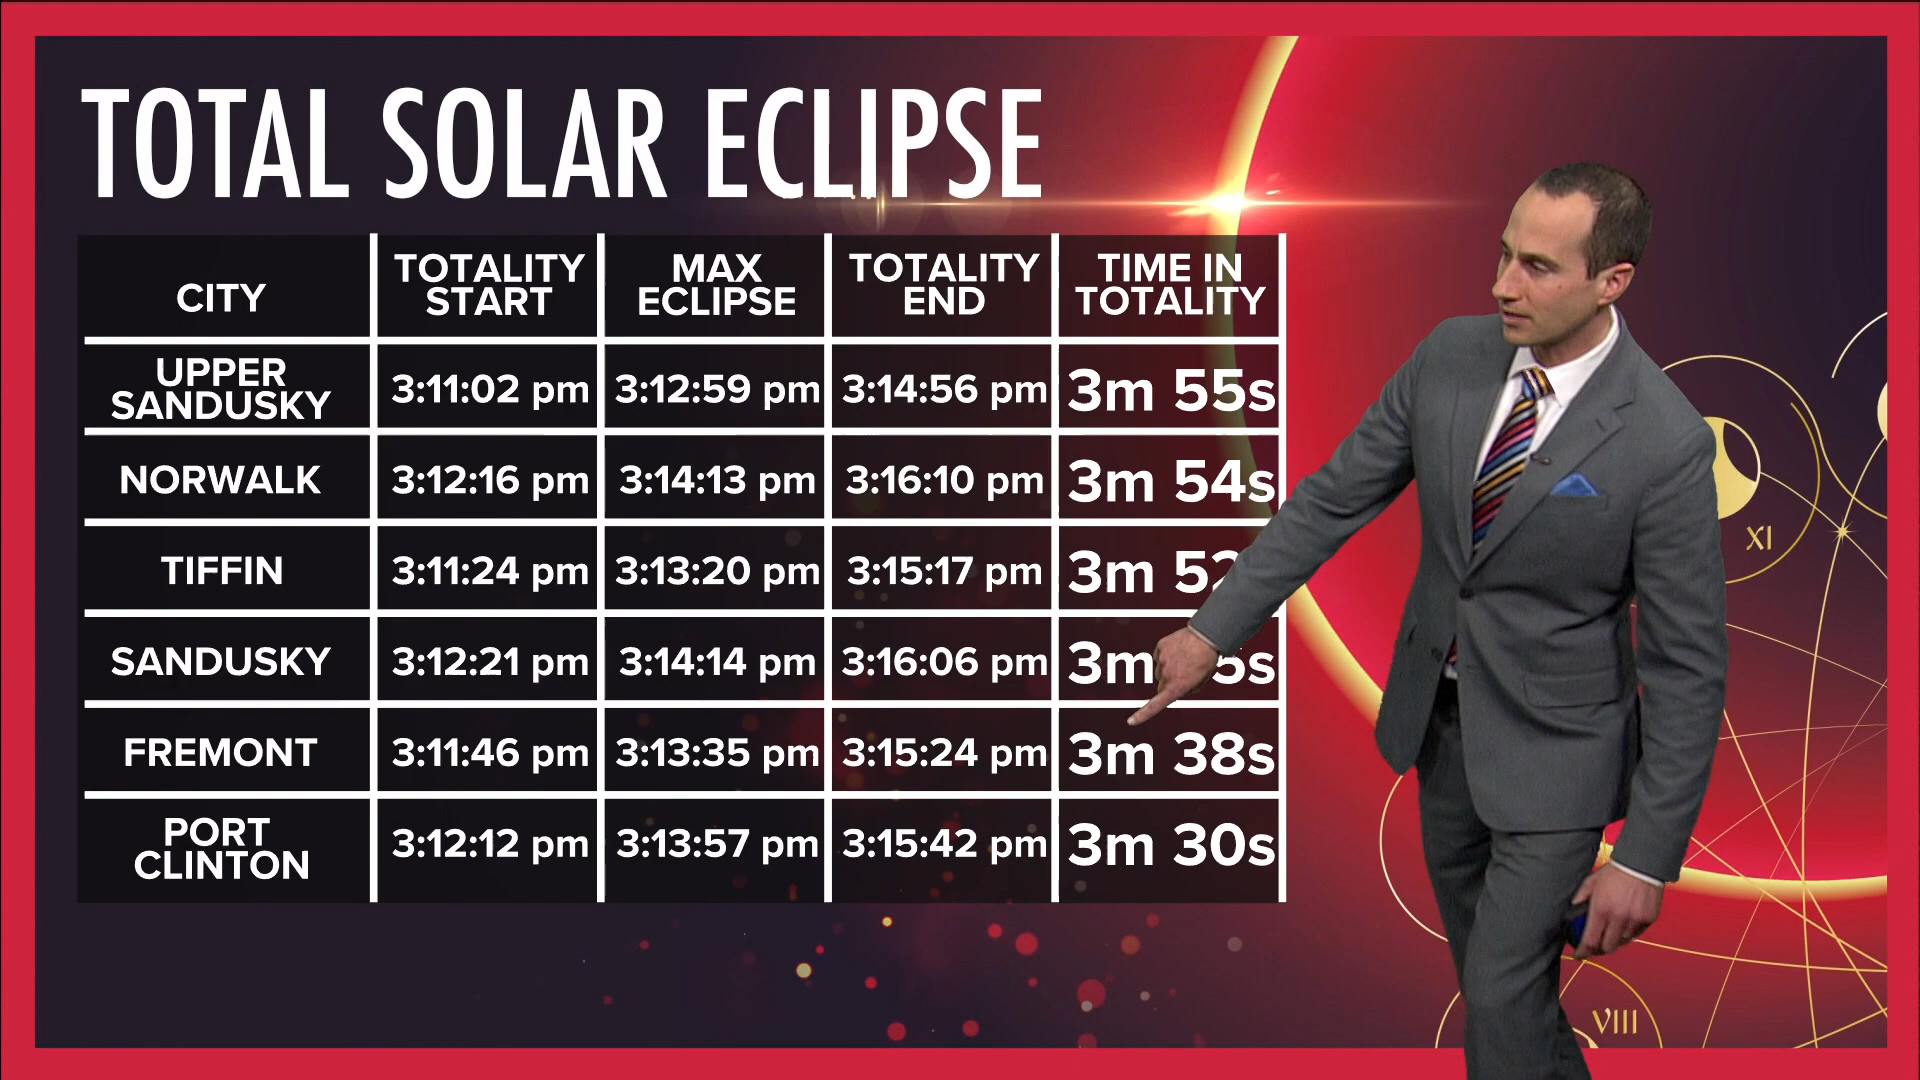 TOTAL SOLAR ECLIPSE
CITY
TOTALITY
START
MAX
ECLIPSE
TOTALITY
END
TIME IN
TOTALITY
UPPER
SANDUSKY
3:11:02 pm
3:12:59 pm
3:14:56 pm
3m 55s
NORWALK
3:12:16 pm
3:14:13 pm
3:16:10 pm
3m 54s
TIFFIN
3:11:24 pm
3:13:20 pm
3:15:17 pm
3m
SANDUSKY
3:12:21 pm
3:14:14 pm
3:16:06 pm
3m
FREMONT
3:11:46 pm
3:13:35 pm
3:15:24 pm
3m 38s
PORT
CLINTON
3:12:12 pm
3:13:57 pm
3:15:42 pm
3m 30s
XI
VIII